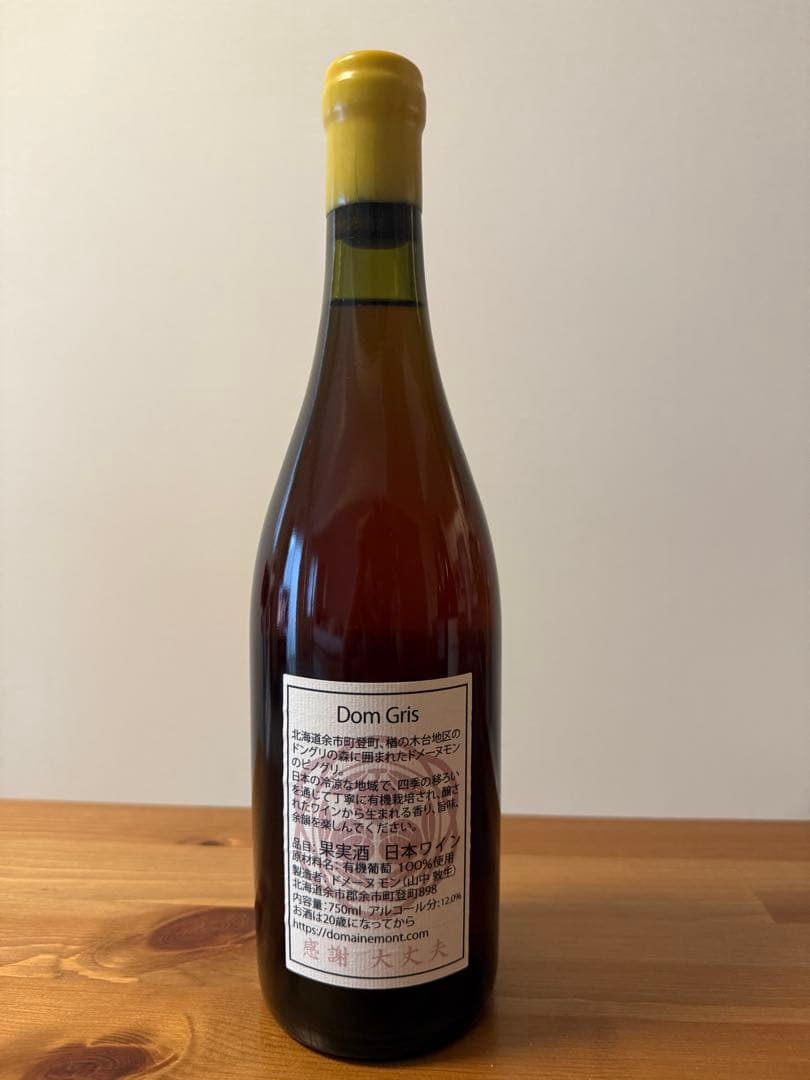 Dom Gris
北海道余市町登町、楢の木台地区の
ドングリの森に囲まれたドメーヌモン
のピノグリ。
日本の冷涼な地域で、四季の移ろい
を通じて丁寧に有機栽培され、醸さ
れたワインから生まれる香り、旨味、
余韻を楽しんでください。
品目：果実酒 日本ワイン
原材料名：有機葡萄 100%使用
製造者：ドメーヌ モン（山中 敦生）
北海道余市郡余市町登町898
内容量：750ml アルコール分：12.0%
お酒は20歳になってから
https://domainemont.com
感謝 大丈夫